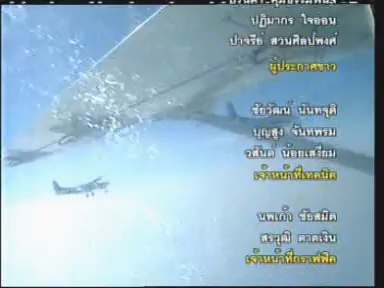 ปฏิมากร ใจออน
ปาจรีย์ สวนศิลปพงศ์
ผู้ประกาศข่าว
ชัยวัฒน์ นันทจุติ
บุญสูง จันทพรม
วสันต์ น้อยเสงี่ยม
เจ้าหน้าที่เทคนิค
นพเก้า ชัยสมิต
สรวุฒิ ดาดเงิน
เจ้าหน้าที่กราฟฟิค